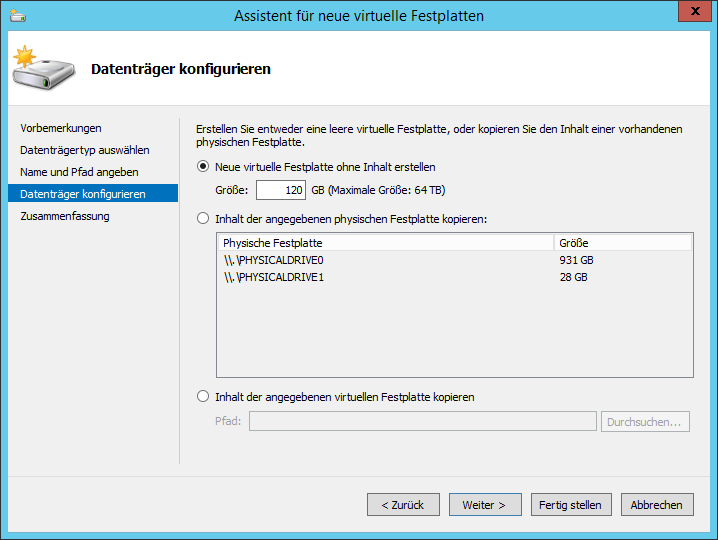 Assistent für neue virtuelle Festplatten
x
Datenträger konfigurieren
Vorbemerkungen
Datenträgertyp auswählen
Name und Pfad angeben
Datenträger konfigurieren
Zusammenfassung
Erstellen Sie entweder eine leere virtuelle Festplatte, oder kopieren Sie den Inhalt einer vorhandenen
physischen Festplatte.
Neue virtuelle Festplatte ohne Inhalt erstellen
Größe: 120 GB (Maximale Größe: 64 TB)
Inhalt der angegebenen physischen Festplatte kopieren:
Physische Festplatte Größe
\\.\PHYSICALDRIVE0 931 GB
\\.\PHYSICALDRIVE1 28 GB
Inhalt der angegebenen virtuellen Festplatte kopieren
Pfad: Durchsuchen...
< Zurück Weiter > Fertig stellen Abbrechen